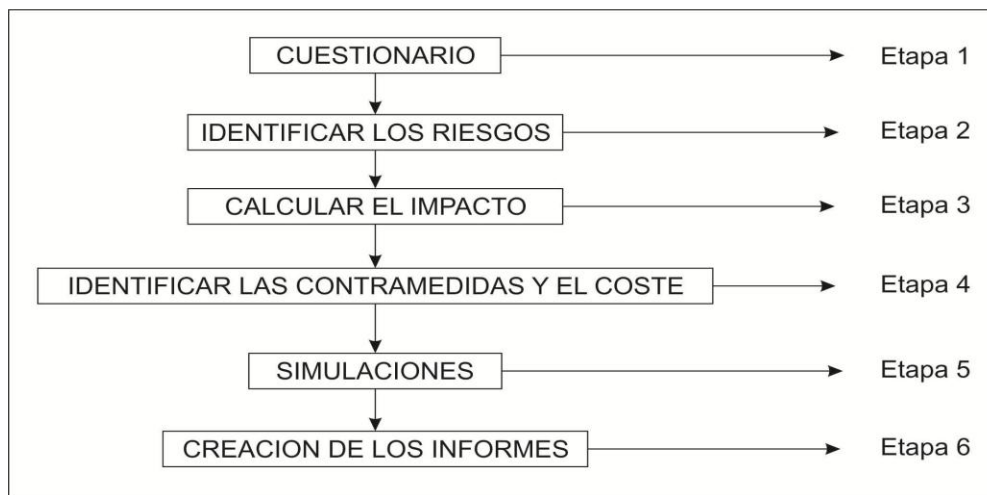 CUESTIONARIO Etapa 1
IDENTIFICAR LOS RIESGOS Etapa 2
CALCULAR EL IMPACTO Etapa 3
IDENTIFICAR LAS CONTRAMEDIDAS Y EL COSTE Etapa 4
SIMULACIONES Etapa 5
CREACION DE LOS INFORMES Etapa 6